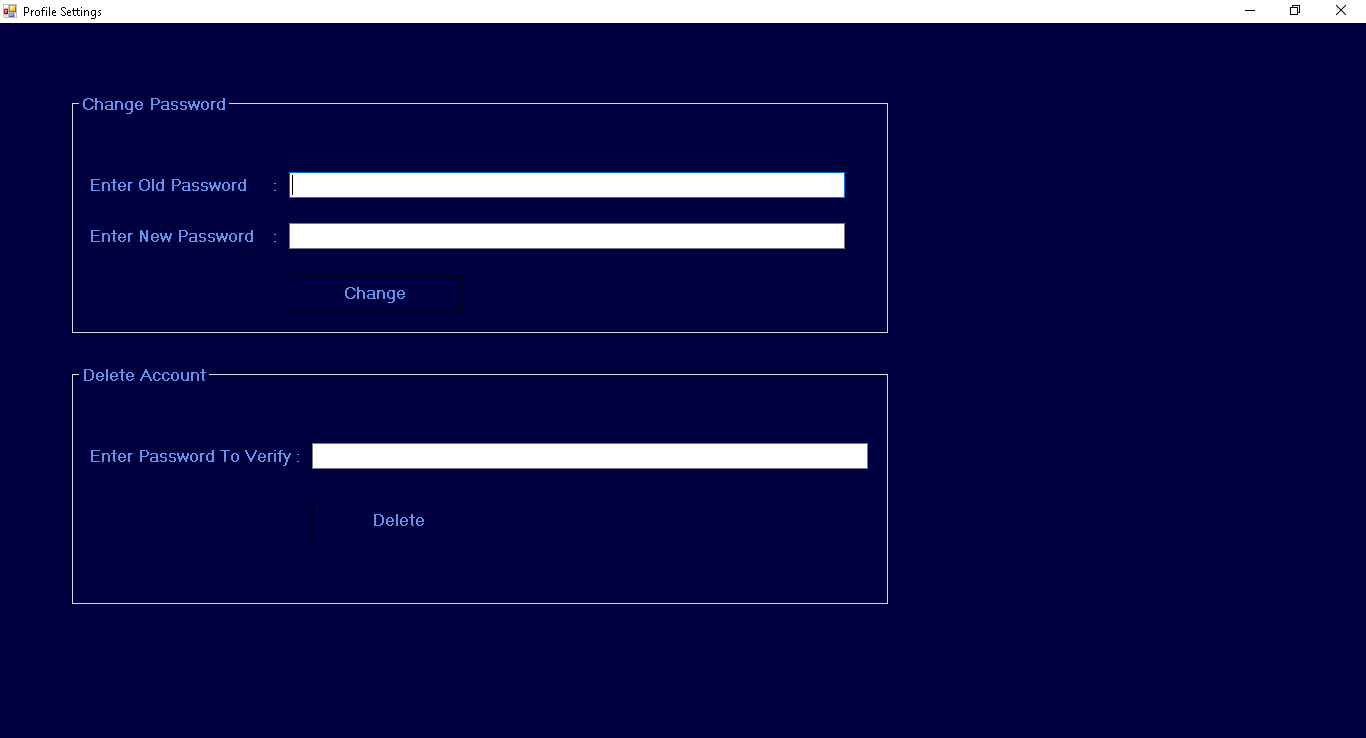 Profile Settings
Change Password
Enter Old Password :
Enter New Password :
Change
Delete Account
Enter Password To Verify :
Delete